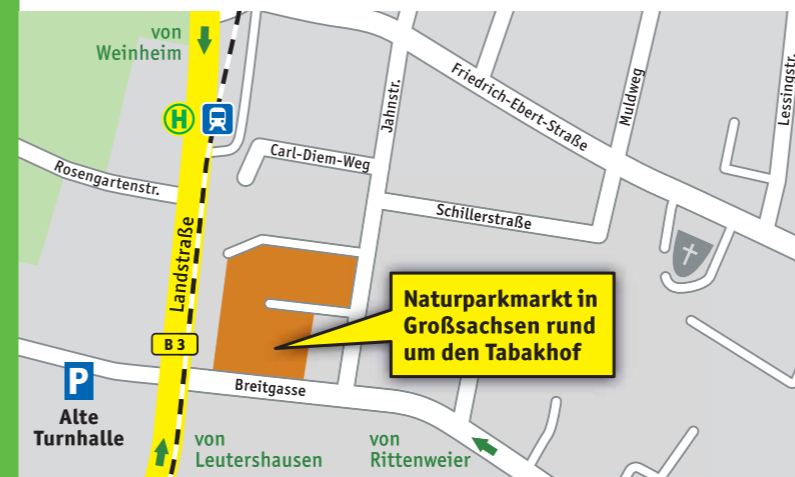 von
Weinheim
H
Friedrich-Ebert-Straße
Jahnstr.
Muldweg
Lessingstr.
Carl-Diem-Weg
Rosengartenstr.
Schillerstraße
Landstraße
Naturparkmarkt in
Großsachsen rund
um den Tabakhof
B 3
P
Alte
Turnhalle
Breitgasse
von
Leutershausen
von
Rittenweier